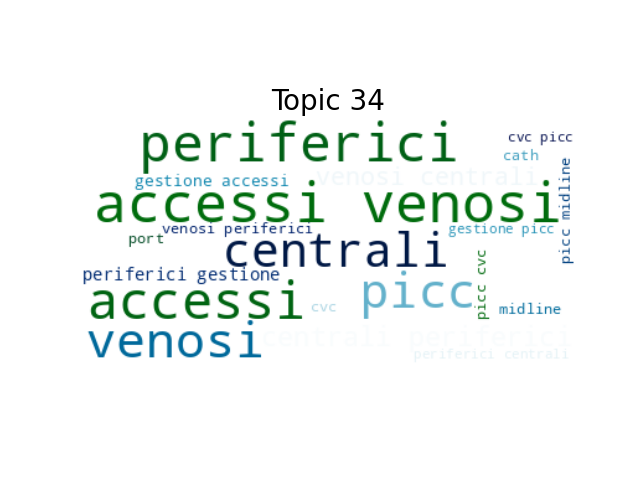 Topic 34
periferici
cvc picc
cath
venosi centrali
gestione accessi
picc midline
accessi venosi
venosi periferici
gestione picc
port
centrali
picc cvc
periferici gestione
picc
accessi
cvc
midline
venosi
centrali periferici
periferici centrali